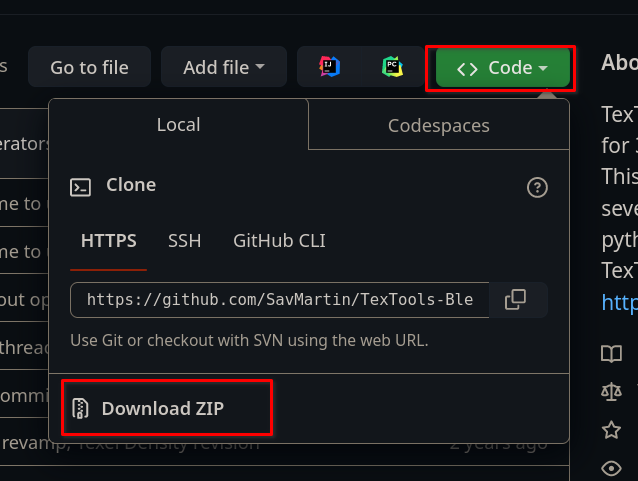 s Go to file Add file IJ PC <> Code Abo
Local Codespaces
TexT
erators
for 3
Clone
This
me to u
seve
HTTPS SSH GitHub CLI
pyth
me to u
TexT
out op
https://github.com/SavMartin/TexTools-Ble
http
thread
Use Git or checkout with SVN using the web URL.
ommi
Download ZIP
revamp, Texel Density revision 2 years ago